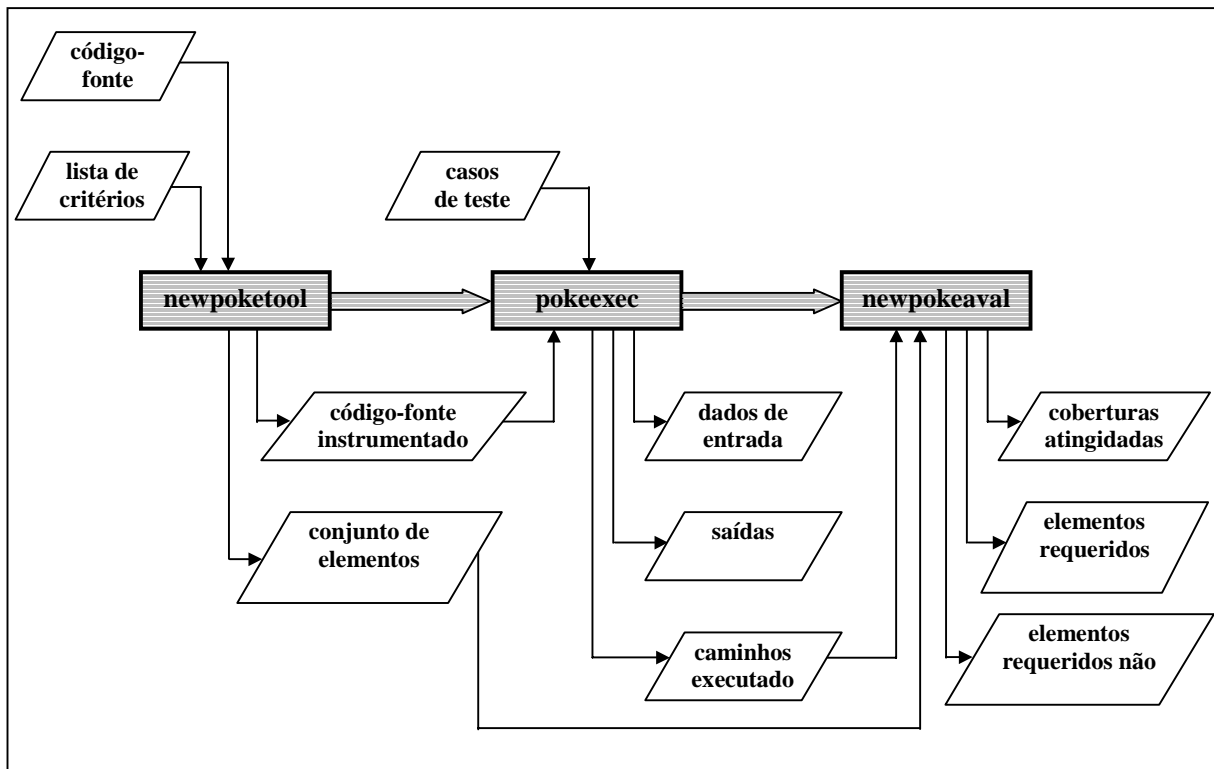 código-
fonte
lista de
critérios
casos
de teste
newpoketool
pokeexec
newpokeaval
código-fonte
instrumentado
dados de
entrada
coberturas
atingidadas
conjunto de
elementos
saídas
elementos
requeridos
caminhos
executado
elementos
requeridos não